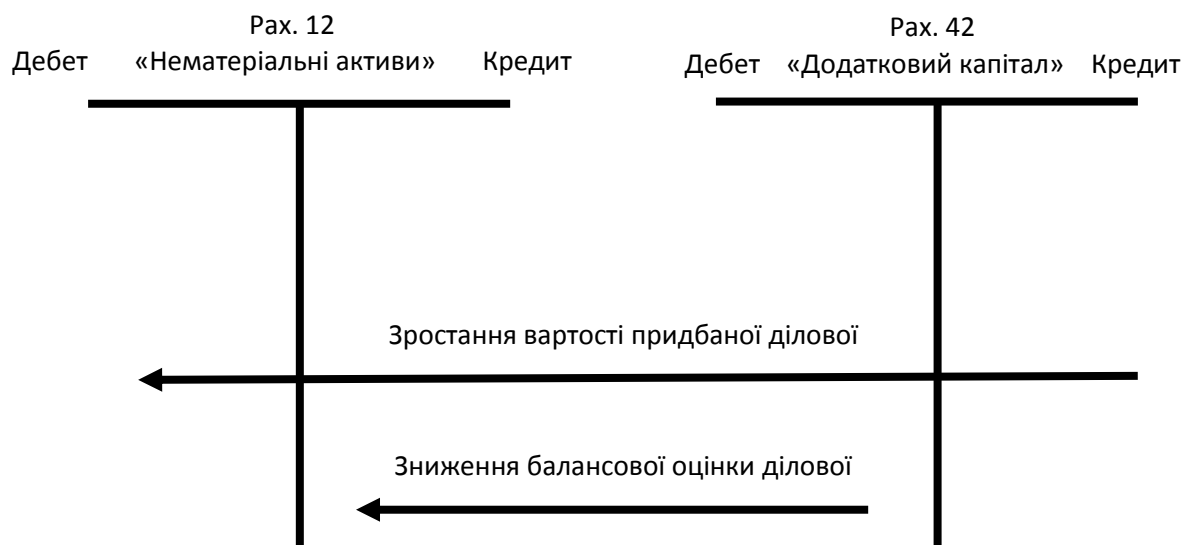 Рах. 12
Дебет «Нематеріальні активи» Кредит
Рах. 42
Дебет «Додатковий капітал» Кредит
Зростання вартості придбаної ділової
Зниження балансової оцінки ділової